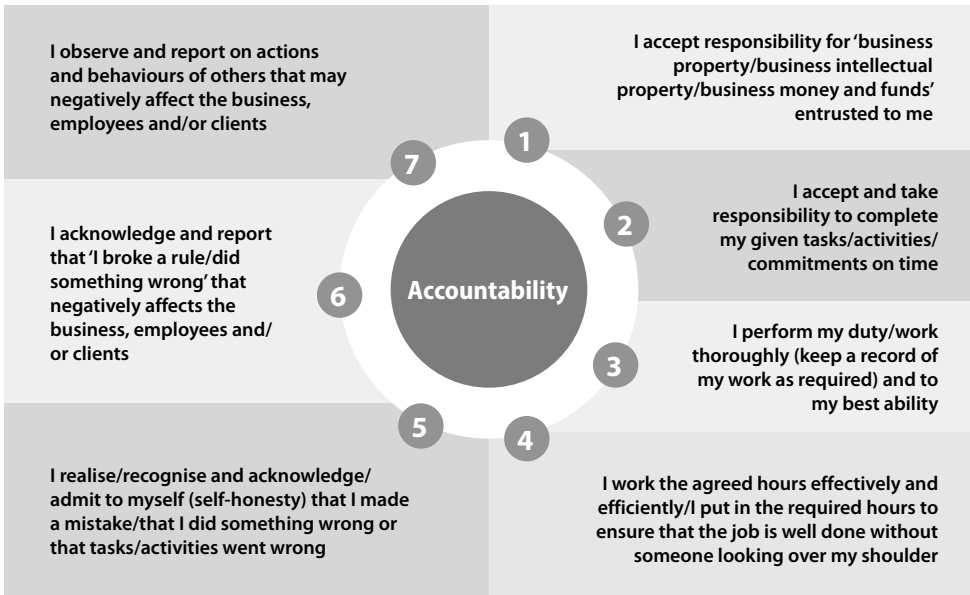 I accept responsibility for ‘business
property/business intellectual
property/business money and funds’
entrusted to me
1
I accept and take
responsibility to complete
my given tasks/activities/
commitments on time
2
I perform my duty/work
thoroughly (keep a record of
my work as required) and to
my best ability
3
I work the agreed hours effectively and
efficiently/I put in the required hours to
ensure that the job is well done without
someone looking over my shoulder
4
I realise/recognise and acknowledge/
admit to myself (self-honesty) that I made
a mistake/that I did something wrong or
that tasks/activities went wrong
5
I acknowledge and report
that ‘I broke a rule/did
something wrong’ that
negatively affects the
business, employees and/
or clients
6
I observe and report on actions
and behaviours of others that may
negatively affect the business,
employees and/or clients
7
Accountability